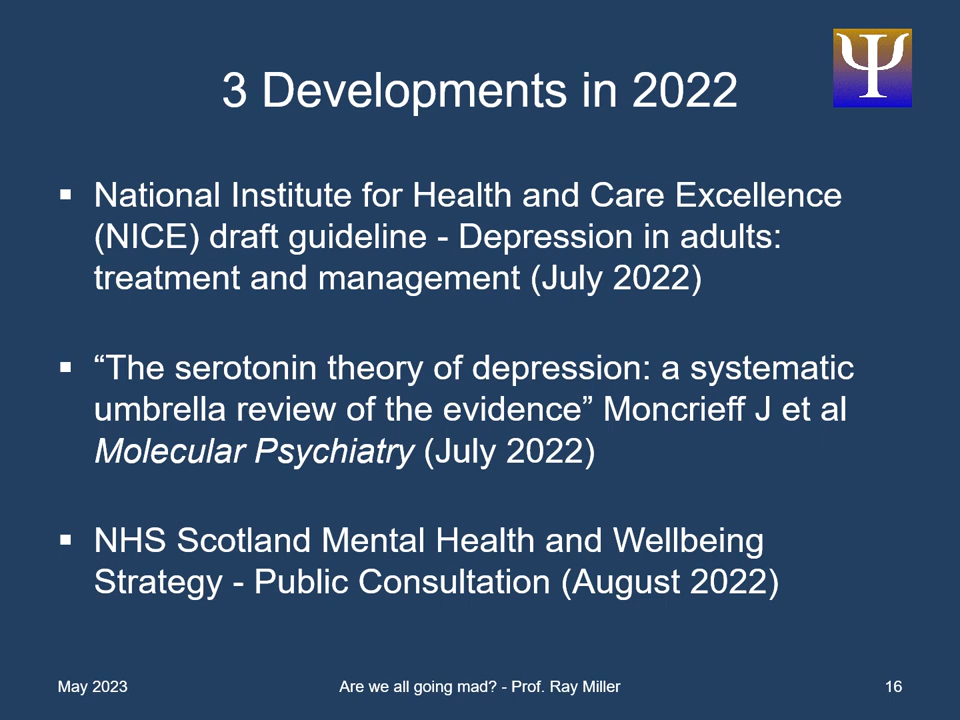 3 Developments in 2022
Ψ
▪ National Institute for Health and Care Excellence
(NICE) draft guideline - Depression in adults:
treatment and management (July 2022)
▪ “The serotonin theory of depression: a systematic
umbrella review of the evidence” Moncrieff J et al
Molecular Psychiatry (July 2022)
▪ NHS Scotland Mental Health and Wellbeing
Strategy - Public Consultation (August 2022)
May 2023
Are we all going mad? - Prof. Ray Miller
16